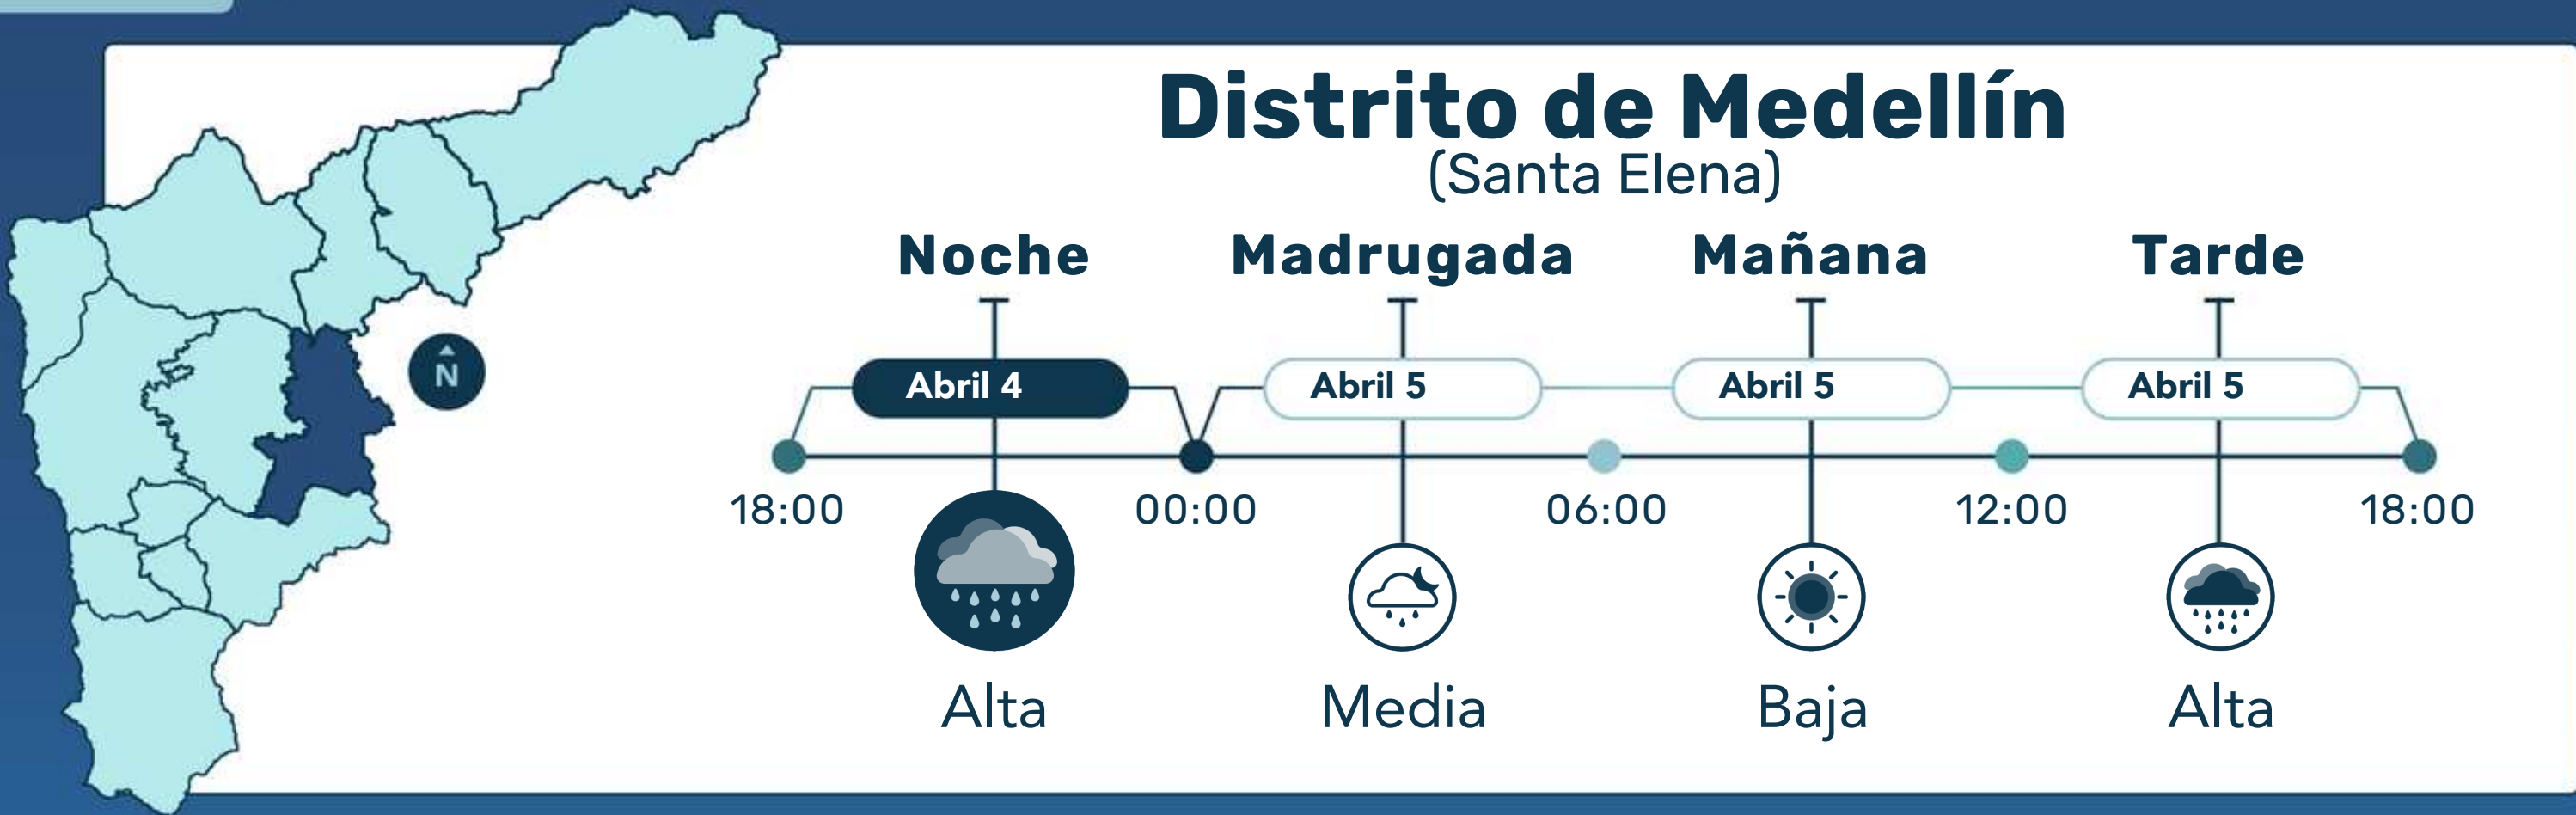 Distrito de Medellín
(Santa Elena)
Noche Madrugada Mañana Tarde
N
Abril 4 Abril 5 Abril 5 Abril 5
18:00 00:00 06:00 12:00 18:00
Alta Media Baja Alta